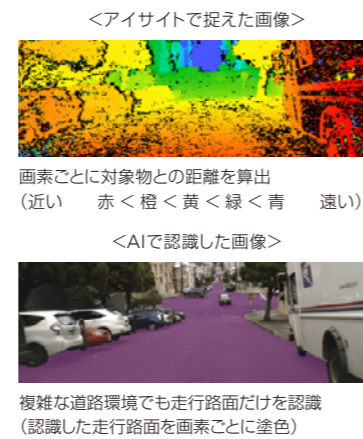 ＜アイサイトで捉えた画像＞
画素ごとに対象物との距離を算出
（近い　　赤 ＜ 橙 ＜ 黄 ＜ 緑 ＜ 青　　遠い）
＜AIで認識した画像＞
複雑な道路環境でも走行路面だけを認識
（認識した走行路面を画素ごとに塗色）